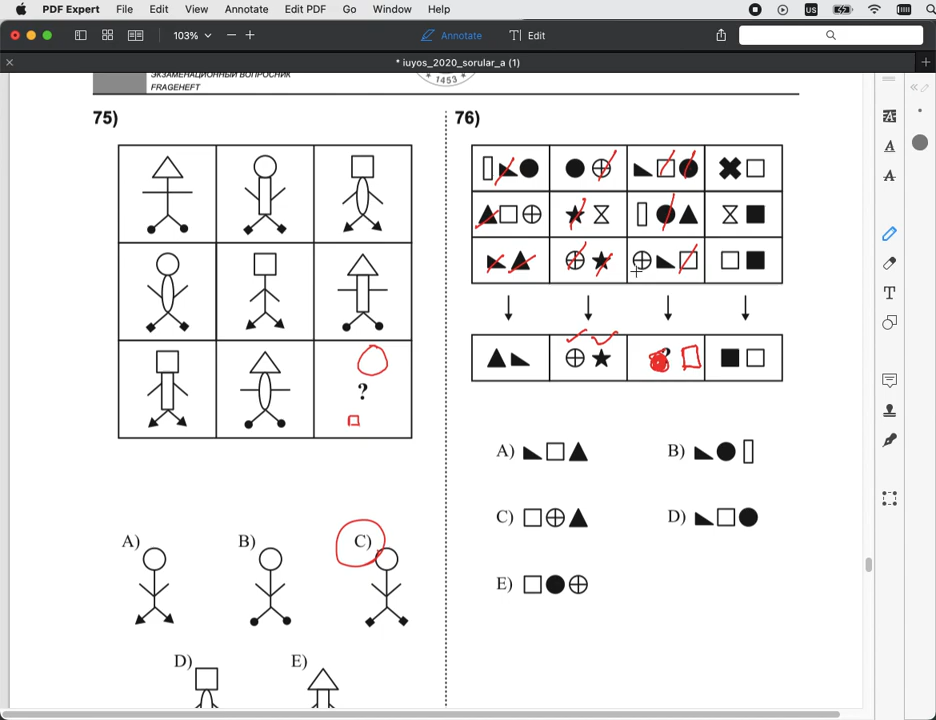 PDF Expert File Edit View Annotate Edit PDF Go Window Help US
103% Annotate Edit
* iuyos_2020_sorular_a (1)
ЭКЗАМЕНАЦИОННЫЙ ВОПРОСНИК
FRAGEHEFT
* 1453 *
75)
76)
?
?
A)
B)
C)
D)
E)
A)
B)
C)
D)
E)